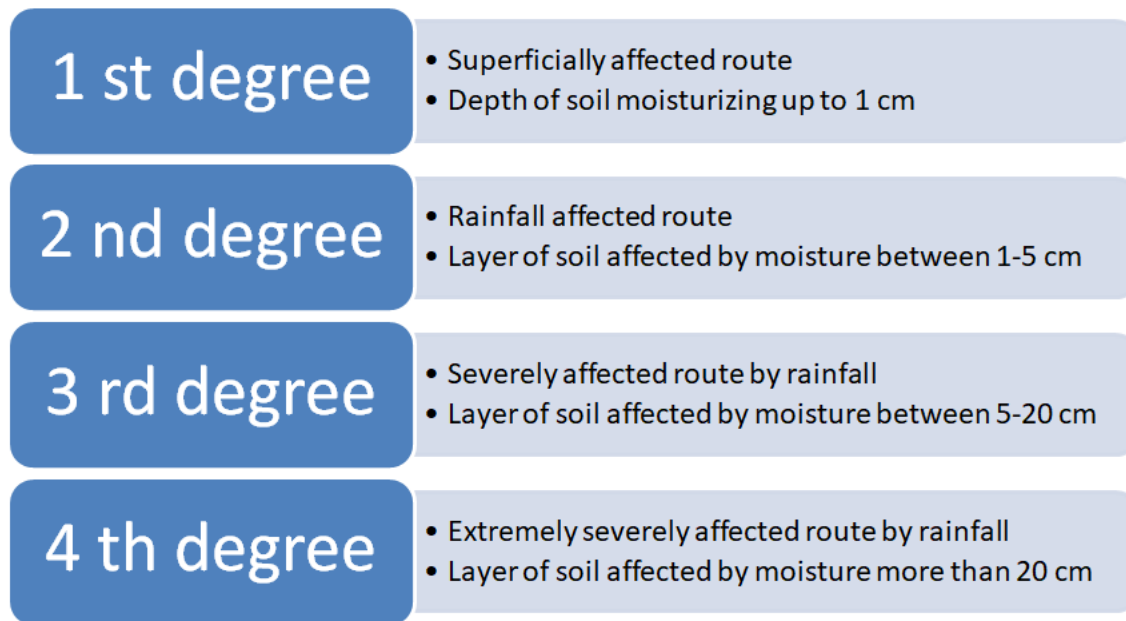 1 st degree
• Superficially affected route
• Depth of soil moisturizing up to 1 cm
2 nd degree
• Rainfall affected route
• Layer of soil affected by moisture between 1-5 cm
3 rd degree
• Severely affected route by rainfall
• Layer of soil affected by moisture between 5-20 cm
4 th degree
• Extremely severely affected route by rainfall
• Layer of soil affected by moisture more than 20 cm